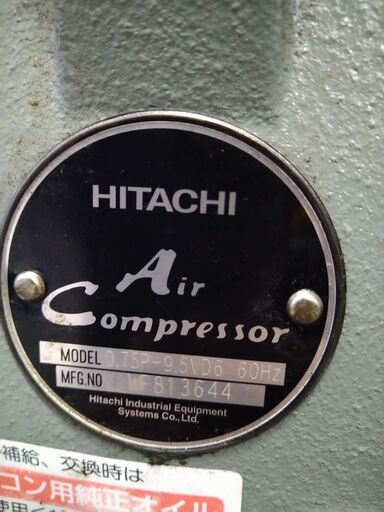 HITACHI
Air
Compressor
MODEL 0.75P-9.5VD6 60Hz
MFG.NO WF813644
Hitachi Industrial Equipment
Systems Co., Ltd.
補給、交換時は
コン用純正オイル